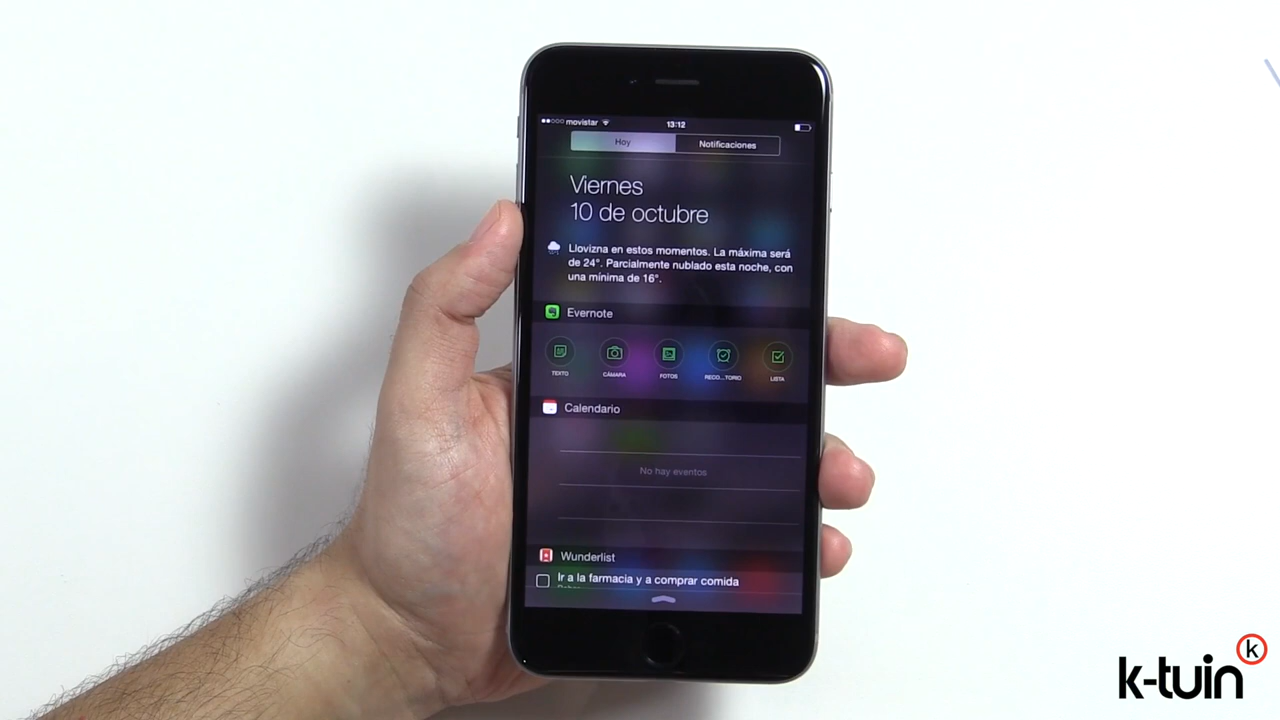 movistar 13:12
Hoy Notificaciones
Viernes
10 de octubre
Llovizna en estos momentos. La máxima será
de 24°. Parcialmente nublado esta noche, con
una mínima de 16°.
Evernote
TEXTO CÁMARA FOTOS RECO...TORIO LISTA
Calendario
No hay eventos
Wunderlist
Ir a la farmacia y a comprar comida
k
k-tuin